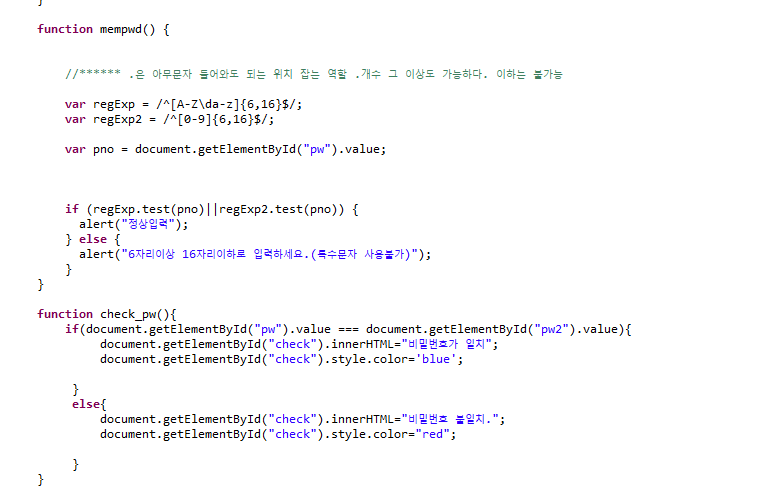 }
function mempwd() {
//****** .은 아무문자 들어와도 되는 위치 잡는 역할 .개수 그 이상도 가능하다. 이하는 불가능
var regExp = /^[A-Z\da-z]{6,16}$/;
var regExp2 = /^[0-9]{6,16}$/;
var pno = document.getElementById("pw").value;
if (regExp.test(pno)||regExp2.test(pno)) {
alert("정상입력");
} else {
alert("6자리이상 16자리이하로 입력하세요.(특수문자 사용불가)");
}
}
function check_pw(){
if(document.getElementById("pw").value === document.getElementById("pw2").value){
document.getElementById("check").innerHTML="비밀번호가 일치";
document.getElementById("check").style.color='blue';
}
else{
document.getElementById("check").innerHTML="비밀번호 불일치.";
document.getElementById("check").style.color="red";
}
}